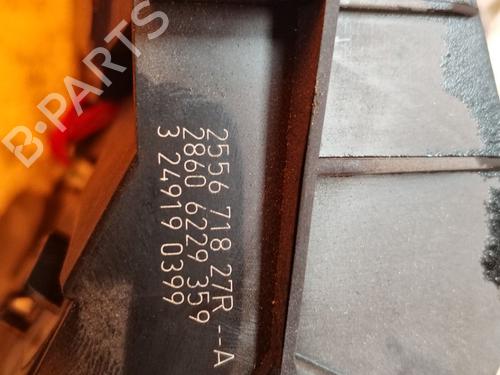 B-PARTS
2556 718 27R --A
2860 6229 359
3 24919 0399